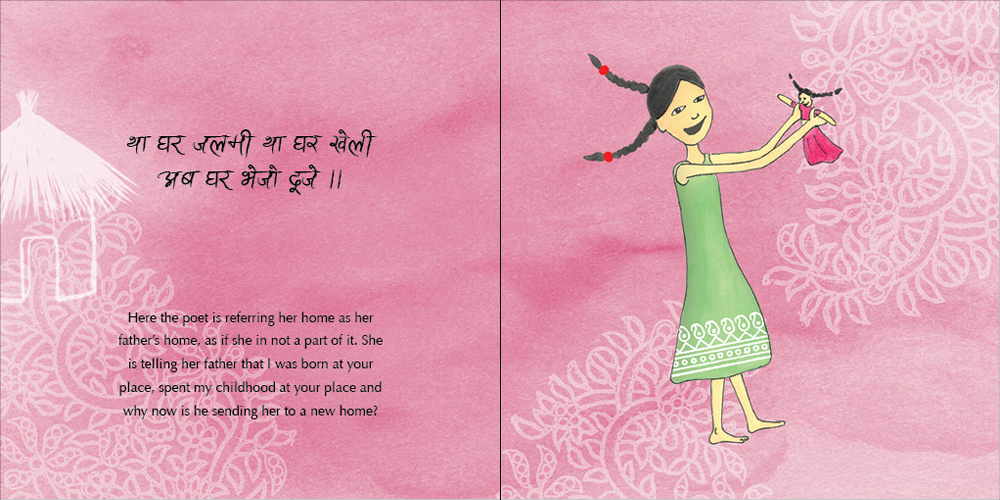 था घर जलमी था घर खेली
अब घर भेजो दूजे ||
Here the poet is referring her home as her
father's home, as if she in not a part of it. She
is telling her father that I was born at your
place, spent my childhood at your place and
why now is he sending her to a new home?